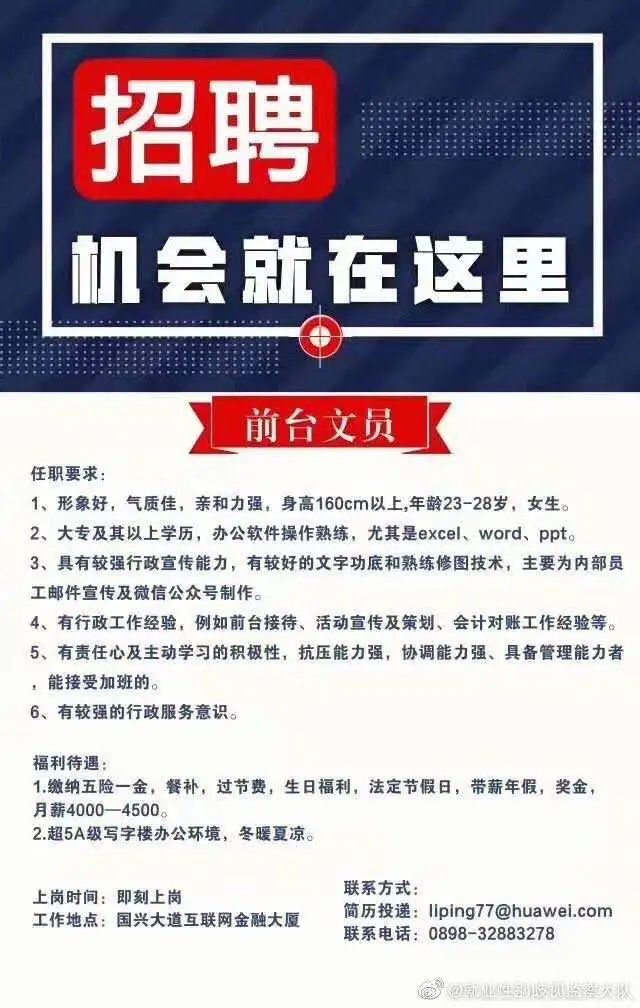 招聘
机会就在这里
前台文员
任职要求：
1、形象好，气质佳，亲和力强，身高160cm以上,年龄23-28岁，女生。
2、大专及其以上学历，办公软件操作熟练，尤其是excel、word、ppt。
3、具有较强行政宣传能力，有较好的文字功底和熟练修图技术，主要为内部员
工邮件宣传及微信公众号制作。
4、有行政工作经验，例如前台接待、活动宣传及策划、会计对账工作经验等。
5、有责任心及主动学习的积极性，抗压能力强，协调能力强、具备管理能力者
，能接受加班的。
6、有较强的行政服务意识。
福利待遇：
1.缴纳五险一金，餐补，过节费，生日福利，法定节假日，带薪年假，奖金，
月薪4000—4500。
2.超5A级写字楼办公环境，冬暖夏凉。
上岗时间：即刻上岗
工作地点：国兴大道互联网金融大厦
联系方式：
简历投递：liping77@huawei.com
联系电话：0898-32883278
@就业性别歧视监察大队